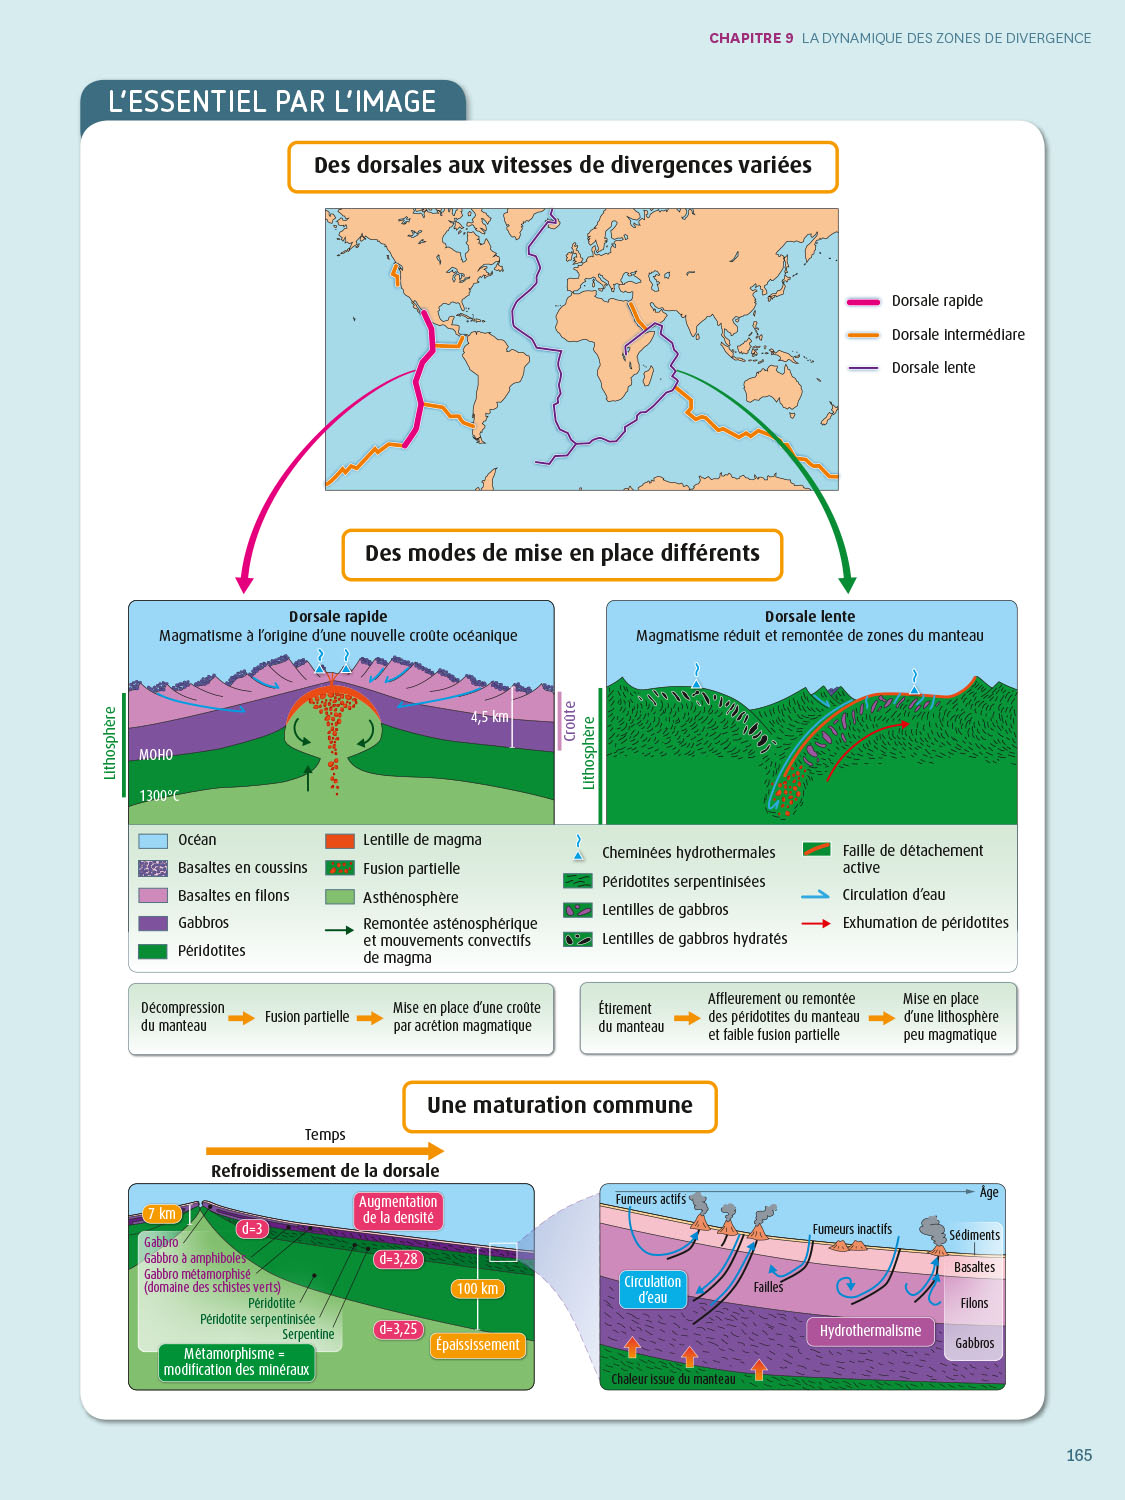 CHAPITRE 9 LA DYNAMIQUE DES ZONES DE DIVERGENCE
L'ESSENTIEL PAR L'IMAGE
Des dorsales aux vitesses de divergences variées
Dorsale rapide
Dorsale intermédiare
Dorsale lente
Des modes de mise en place différents
Dorsale rapide
Magmatisme à l'origine d'une nouvelle croûte océanique
Lithosphère
4,5 km
Croûte
MOHO
1300°C
Dorsale lente
Magmatisme réduit et remontée de zones du manteau
Lithosphère
Océan
Basaltes en coussins
Basaltes en filons
Gabbros
Péridotites
Lentille de magma
Fusion partielle
Asthénosphère
Remontée asténosphérique
et mouvements convectifs
de magma
Cheminées hydrothermales
Péridotites serpentinisées
Lentilles de gabbros
Lentilles de gabbros hydratés
Faille de détachement
active
Circulation d'eau
Exhumation de péridotites
Décompression
du manteau
Fusion partielle
Mise en place d'une croûte
par acrétion magmatique
Étirement
du manteau
Affleurement ou remontée
des péridotites du manteau
et faible fusion partielle
Mise en place
d'une lithosphère
peu magmatique
Une maturation commune
Temps
Refroidissement de la dorsale
7 km
d=3
Augmentation
de la densité
Gabbro
Gabbro à amphiboles
Gabbro métamorphisé
(domaine des schistes verts)
Péridotite
Péridotite serpentinisée
Serpentine
d=3,28
100 km
d=3,25
Épaississement
Métamorphisme =
modification des minéraux
Fumeurs actifs
Âge
Fumeurs inactifs
Sédiments
Basaltes
Circulation
d'eau
Failles
Filons
Hydrothermalisme
Gabbros
Chaleur issue du manteau
165